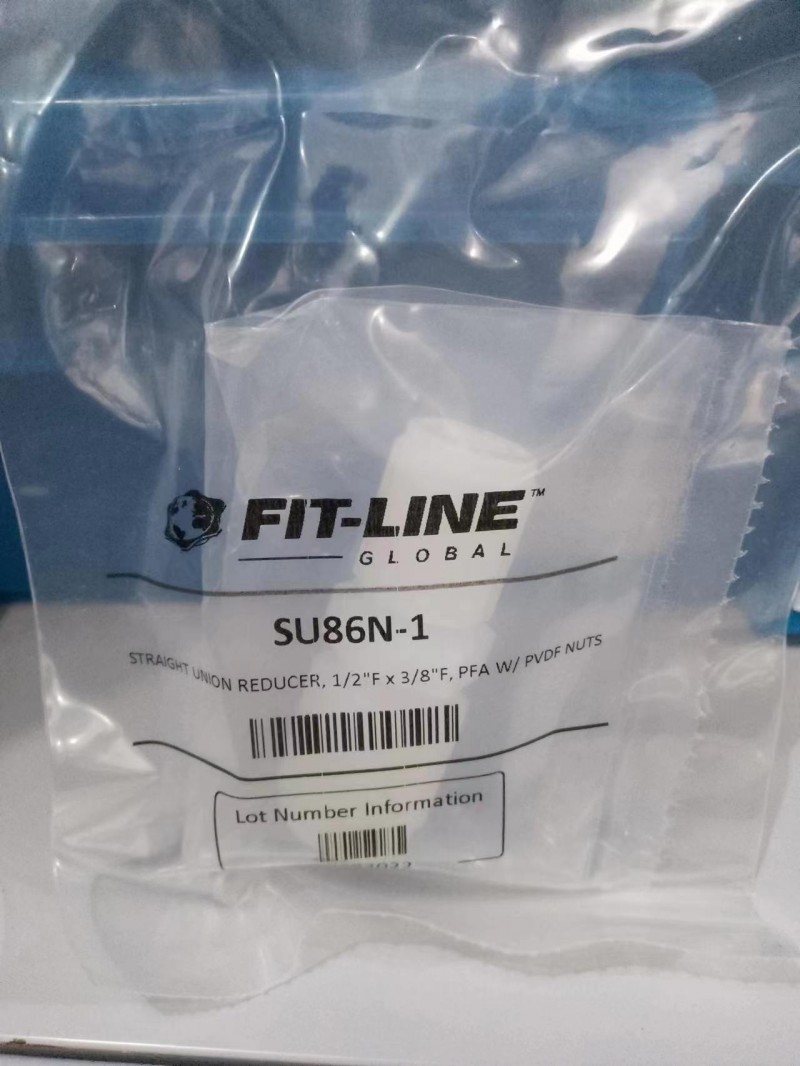 FIT-LINE™
GLOBAL
SU86N-1
STRAIGHT UNION REDUCER, 1/2"F x 3/8"F, PFA W/ PVDF NUTS
Lot Number Information